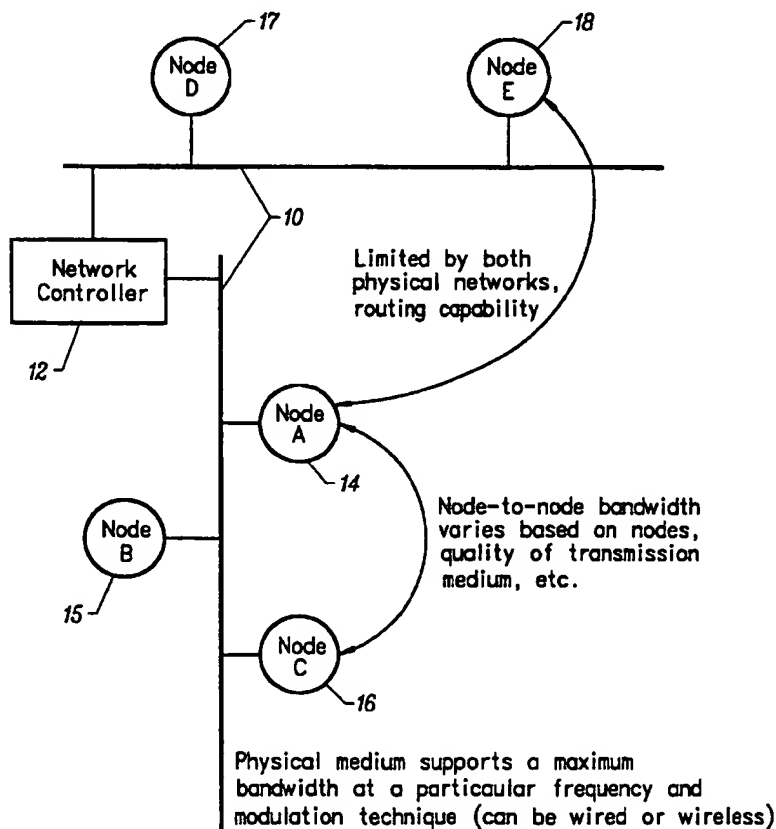 17
Node
D
18
Node
E
10
Network
Controller
12
Limited by both
physical networks,
routing capability
Node
A
14
Node-to-node bandwidth
varies based on nodes,
quality of transmission
medium, etc.
Node
B
15
Node
C
16
Physical medium supports a maximum
bandwidth at a particaular frequency and
modulation technique (can be wired or wireless)